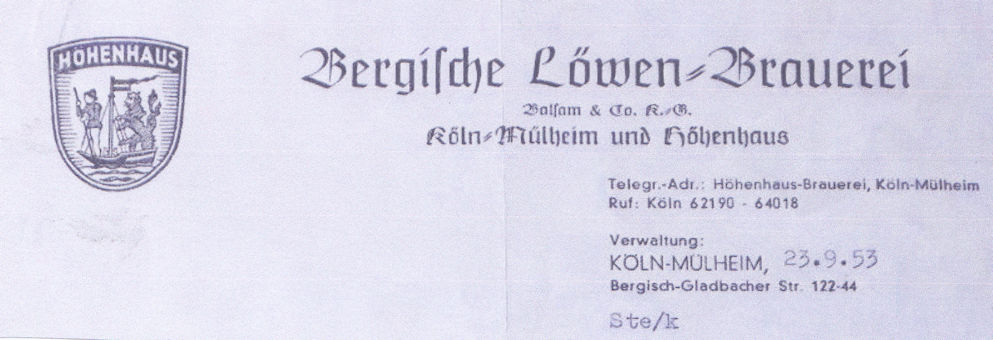 HÖHENHAUS
Bergische Löwen-Brauerei
Balsam & Co. K.-G.
Köln-Mülheim und Höhenhaus
Telegr.-Adr.: Höhenhaus-Brauerei, Köln-Mülheim
Ruf: Köln 62190 - 64018
Verwaltung:
KÖLN-MÜLHEIM, 23.9.53
Bergisch-Gladbacher Str. 122-44
Ste/k